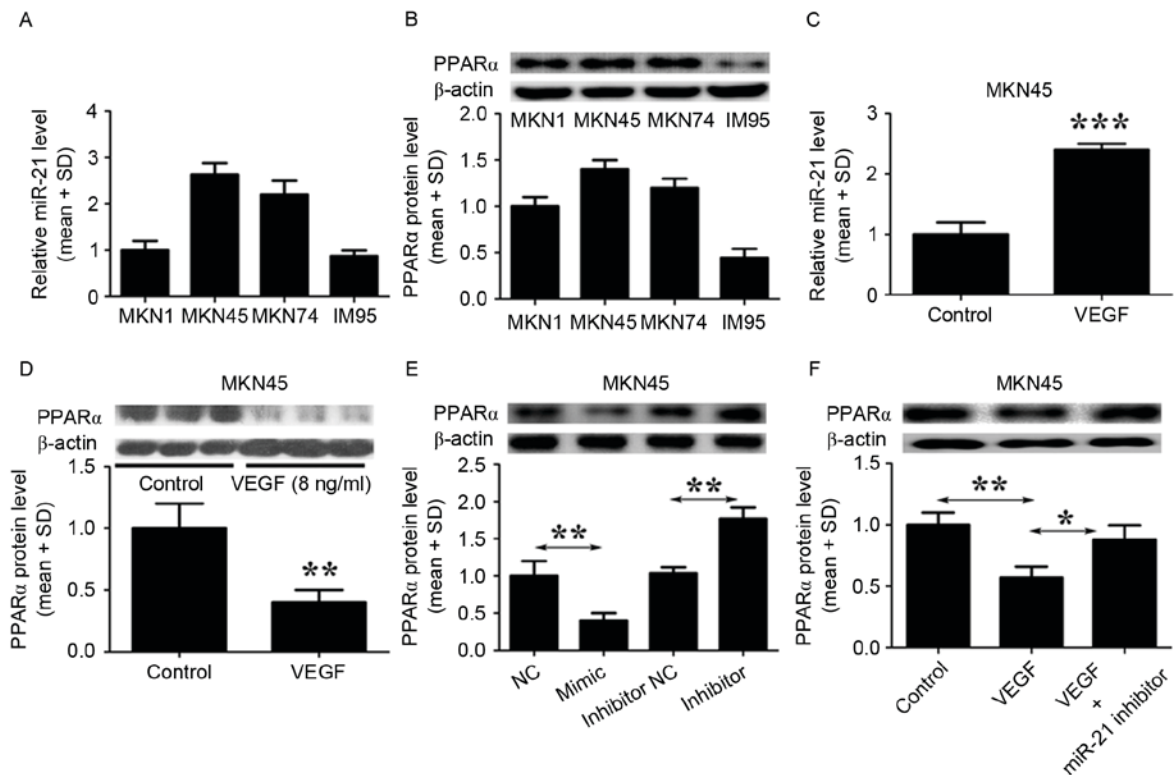 A
Relative miR-21 level
(mean + SD)
4
3
2
1
0
MKN1 MKN45 MKN74 IM95
B
PPARα
β-actin
MKN1 MKN45 MKN74 IM95
PPARα protein level
(mean + SD)
2.0
1.5
1.0
0.5
0.0
MKN1 MKN45 MKN74 IM95
C
MKN45
Relative miR-21 level
(mean + SD)
3
2
1
0
***
Control VEGF
D
MKN45
PPARα
β-actin
Control VEGF (8 ng/ml)
PPARα protein level
(mean + SD)
1.5
1.0
0.5
0.0
**
Control VEGF
E
MKN45
PPARα
β-actin
PPARα protein level
(mean + SD)
2.5
2.0
1.5
1.0
0.5
0.0
**
**
NC
Mimic
Inhibitor NC
Inhibitor
F
MKN45
PPARα
β-actin
PPARα protein level
(mean + SD)
1.5
1.0
0.5
0.0
**
*
Control
VEGF
VEGF
+
miR-21 inhibitor